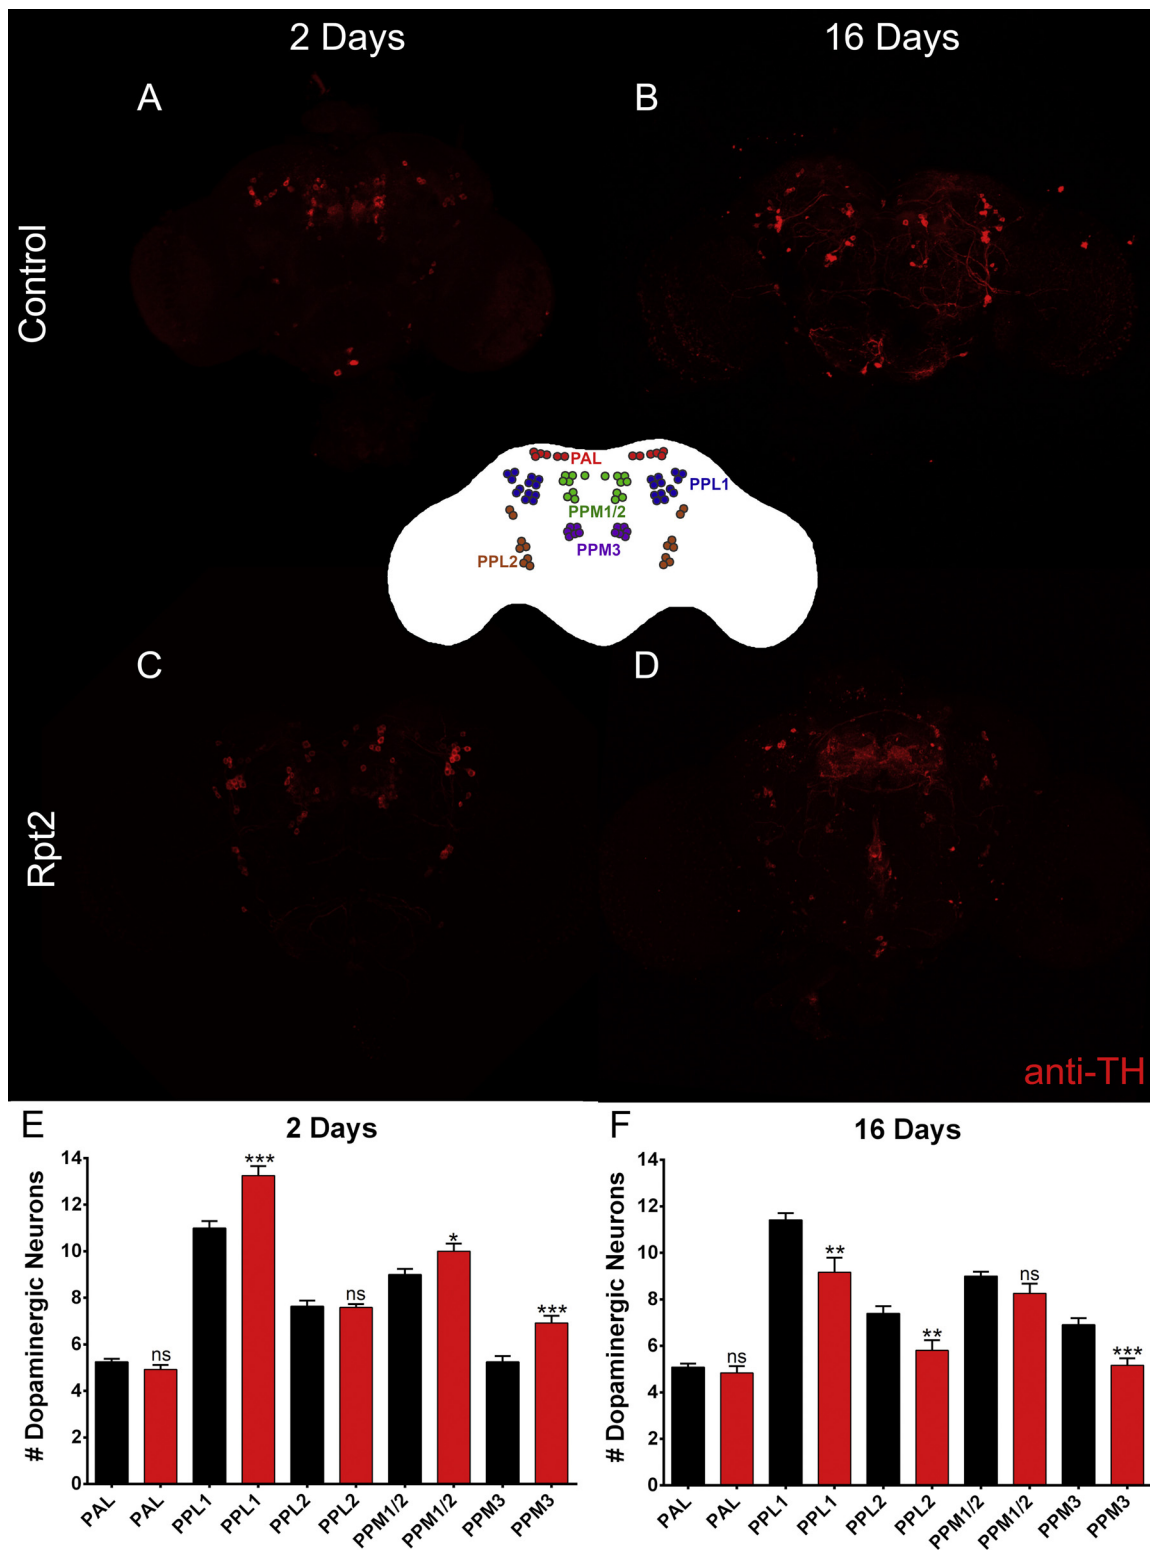 2 Days
16 Days
A
B
Control
PAL
PPL1
PPM1/2
PPM3
PPL2
C
D
Rpt2
anti-TH
E
2 Days
# Dopaminergic Neurons
14
12
10
8
6
4
2
0
ns
***
ns
*
***
PAL
PAL
PPL1
PPL1
PPL2
PPL2
PPM1/2
PPM1/2
PPM3
PPM3
F
16 Days
# Dopaminergic Neurons
14
12
10
8
6
4
2
0
ns
**
**
ns
***
PAL
PAL
PPL1
PPL1
PPL2
PPL2
PPM1/2
PPM1/2
PPM3
PPM3